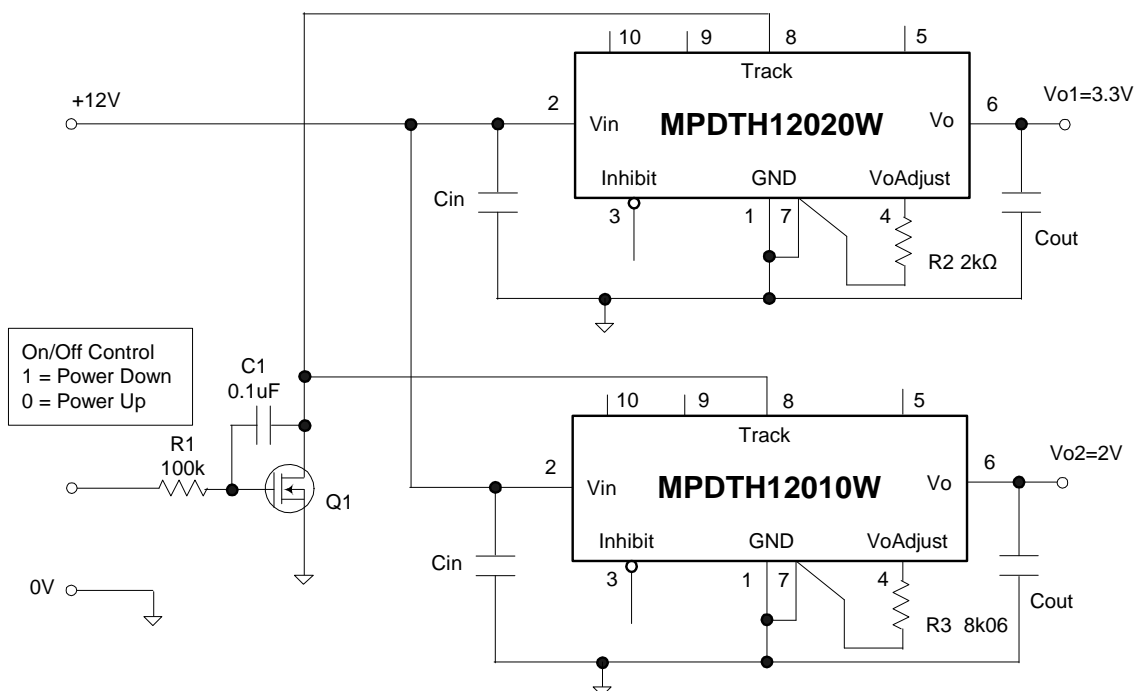 10
9
8
5
Track
+12V
2
Vin
MPDTH12020W
Vo
6
Vo1=3.3V
Inhibit
GND
VoAdjust
Cin
3
1
7
4
R2 2kΩ
Cout
On/Off Control
1 = Power Down
0 = Power Up
C1
0.1uF
R1
100k
Q1
0V
10
9
8
5
Track
2
Vin
MPDTH12010W
Vo
6
Vo2=2V
Inhibit
GND
VoAdjust
Cin
3
1
7
4
R3 8k06
Cout